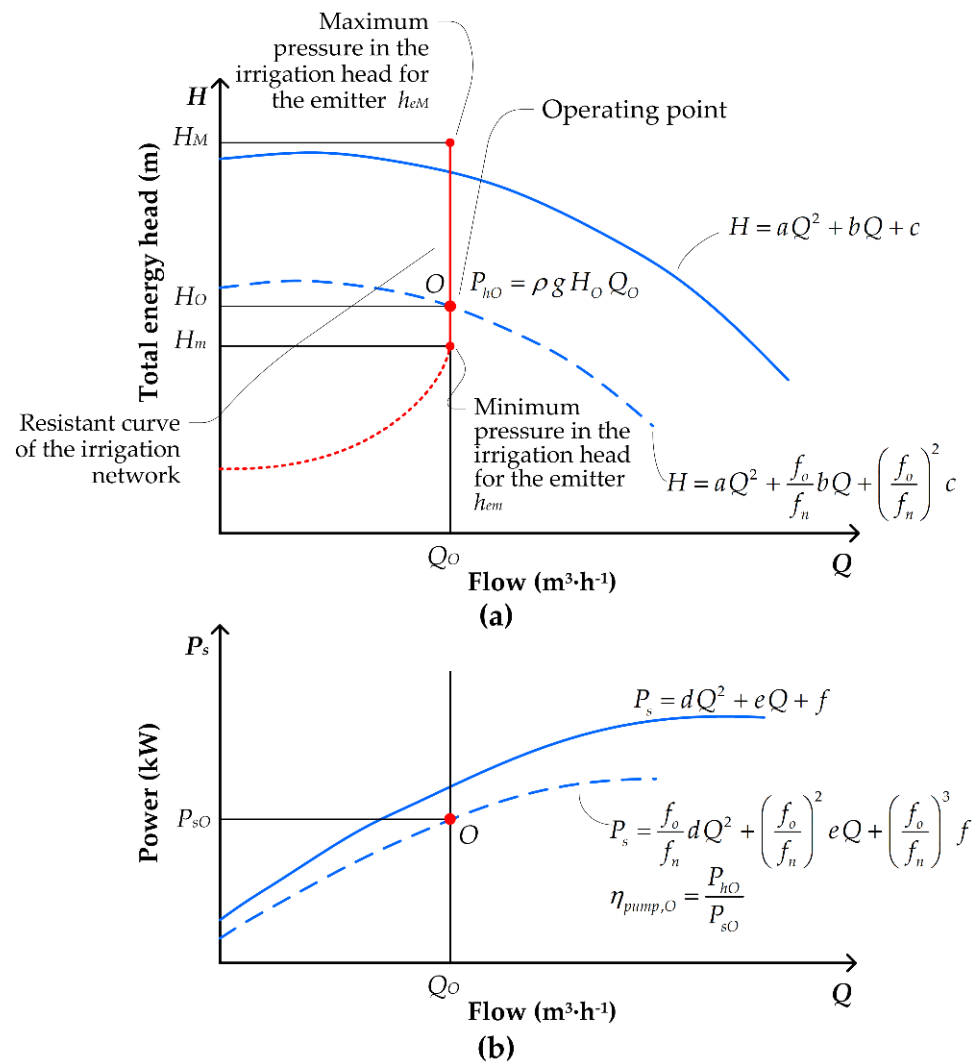 (a)
Maximum
pressure in the
irrigation head for
the emitter h_eM
H
H_M
Operating point
Total energy head (m)
H = aQ² + bQ + c
O
P_hO = ρ g H_O Q_O
H_O
H_m
Resistant curve
of the irrigation
network
Minimum
pressure in the
irrigation head
for the emitter
h_em
H = aQ² + f_o/f_n bQ + (f_o/f_n)² c
Q_O
Q
Flow (m³·h⁻¹)
(a)
P_s
P_s = dQ² + eQ + f
Power (kW)
P_sO
O
P_s = f_o/f_n dQ² + (f_o/f_n)² eQ + (f_o/f_n)³ f
η_pump,O = P_hO/P_sO
Q_O
Q
Flow (m³·h⁻¹)
(b)